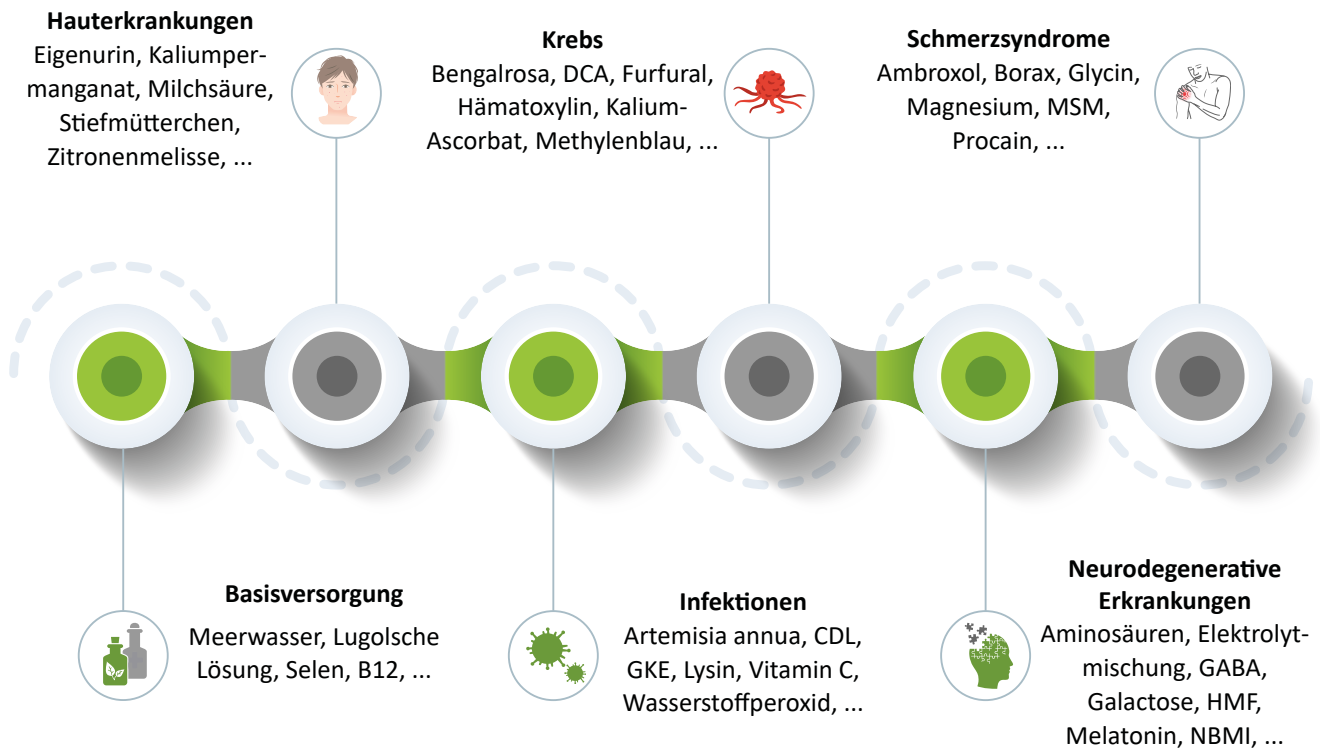 Hauterkrankungen
Eigenurin, Kaliumper-
manganat, Milchsäure,
Stiefmütterchen,
Zitronenmelisse, ...
Krebs
Bengalrosa, DCA, Furfural,
Hämatoxylin, Kalium-
Ascorbat, Methylenblau, ...
Schmerzsyndrome
Ambroxol, Borax, Glycin,
Magnesium, MSM,
Procain, ...
Basisversorgung
Meerwasser, Lugolsche
Lösung, Selen, B12, ...
Infektionen
Artemisia annua, CDL,
GKE, Lysin, Vitamin C,
Wasserstoffperoxid, ...
Neurodegenerative
Erkrankungen
Aminosäuren, Elektrolyt-
mischung, GABA,
Galactose, HMF,
Melatonin, NBMI, ...